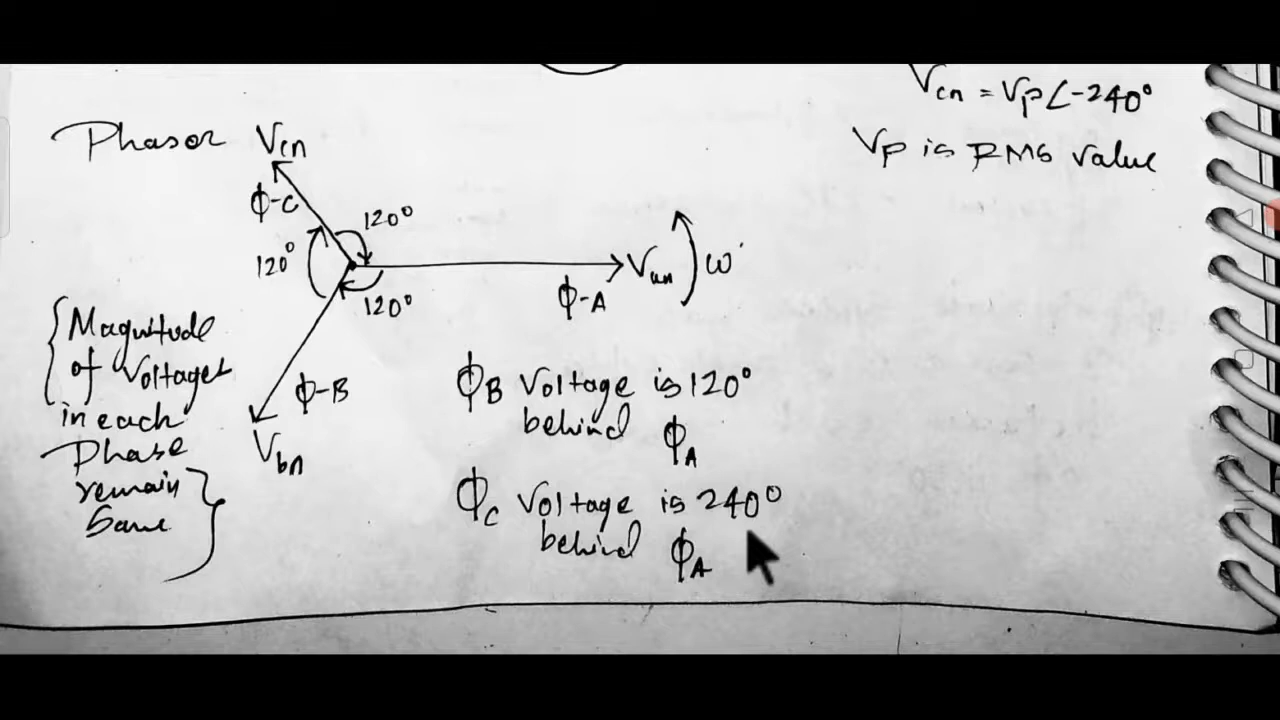 Vcn = Vp∠-240°
Vp is RMS value
Phasor
Vcn
ϕ-C
120°
120°
120°
Van
ω
ϕ-A
ϕ-B
Vbn
Magnitude
of Voltages
in each
Phase
remain
Same
ϕB Voltage is 120°
behind ϕA
ϕC Voltage is 240°
behind ϕA